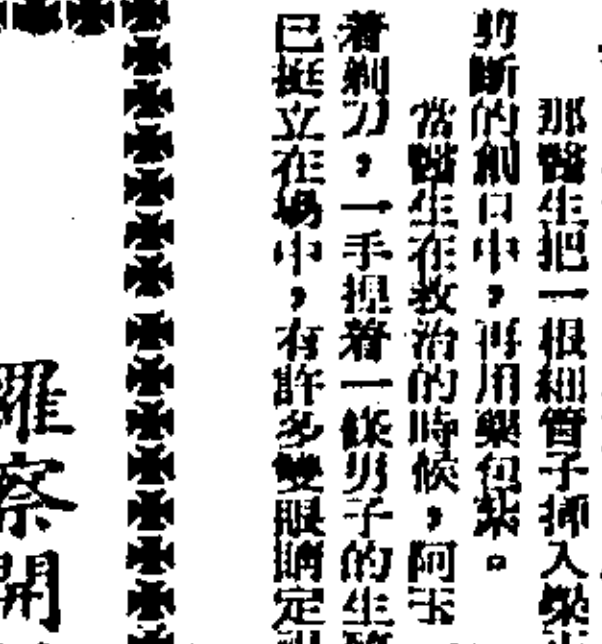 那醫生把一根細管子挿入樂
剪斷的創口中，再用藥包紮。
當醫生在救治的時候，阿玉
着剃刀，一手揑着一條男子的生殖
已挺立在場中，有許多雙眼睛定
羅察開